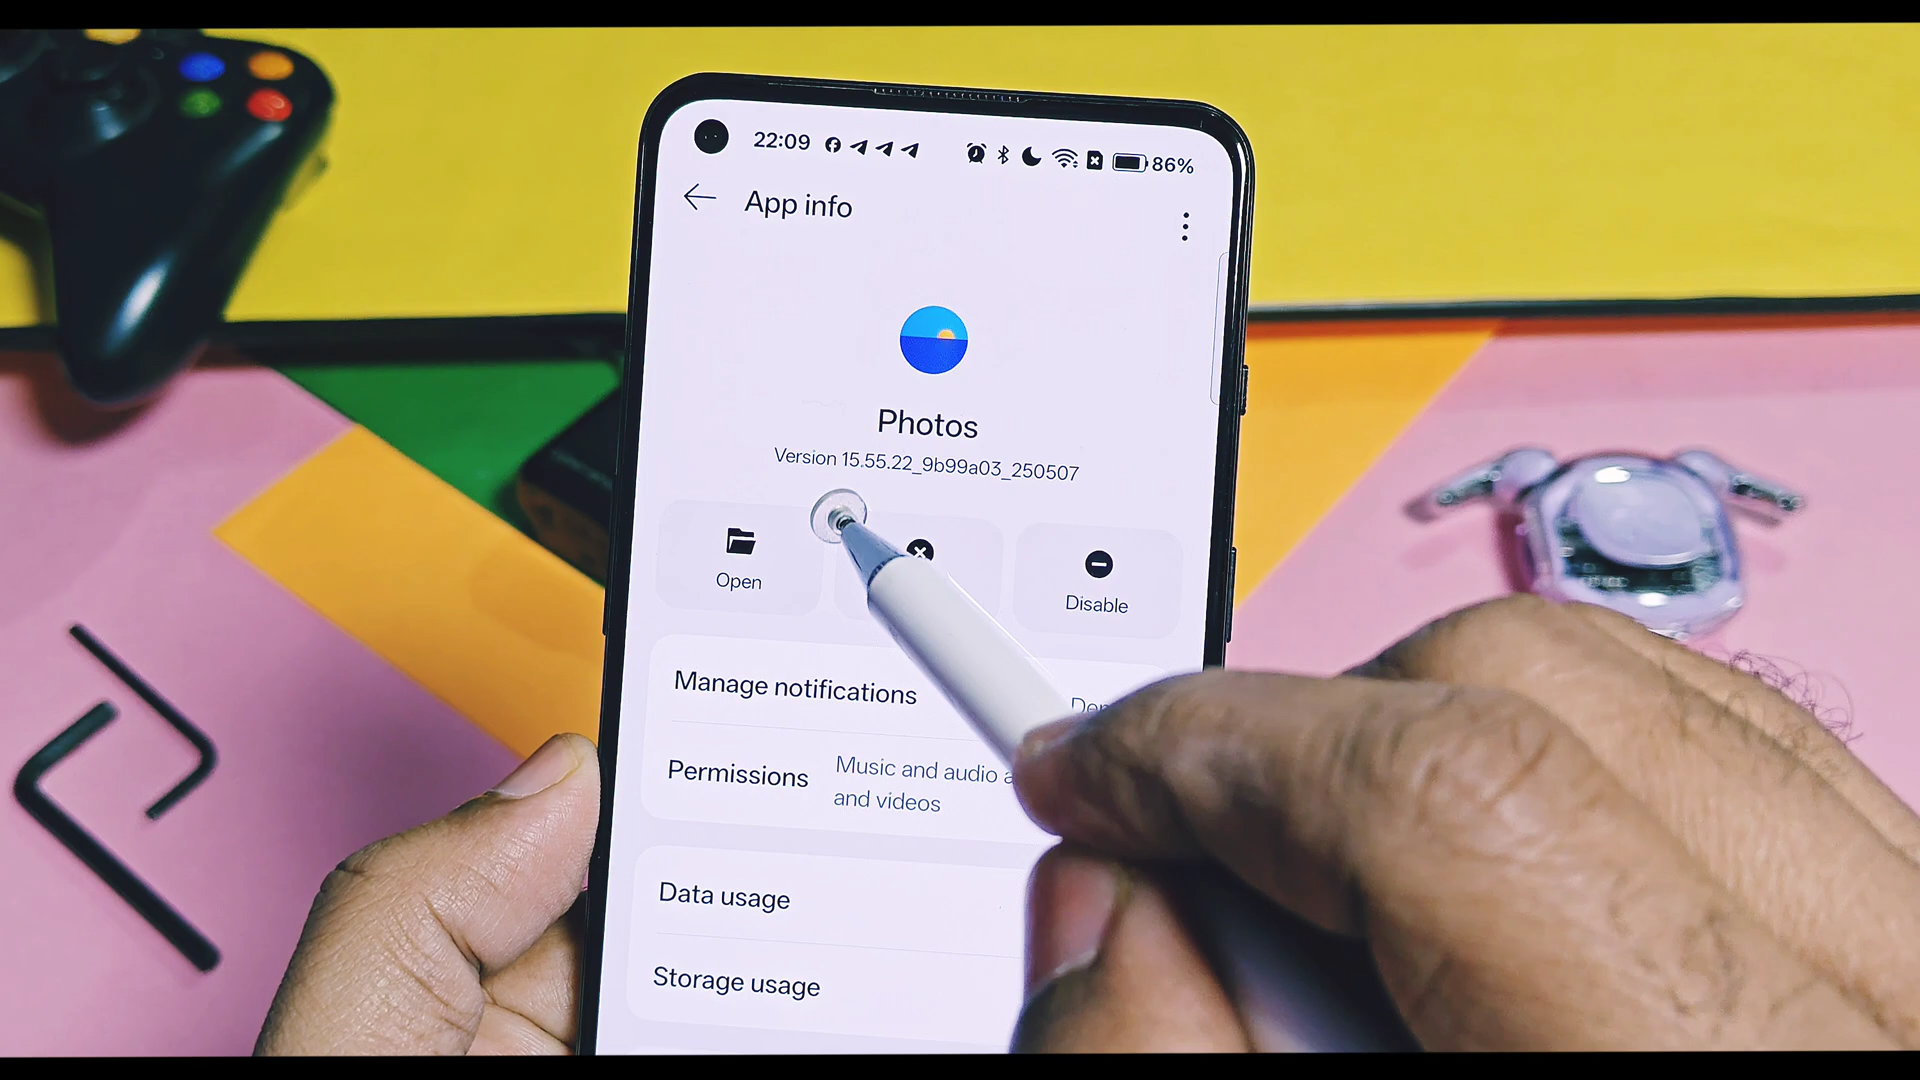 22:09 86%
App info
Photos
Version 15.55.22_9b99a03_250507
Open
Disable
Manage notifications
Permissions Music and audio
and videos
Data usage
Storage usage